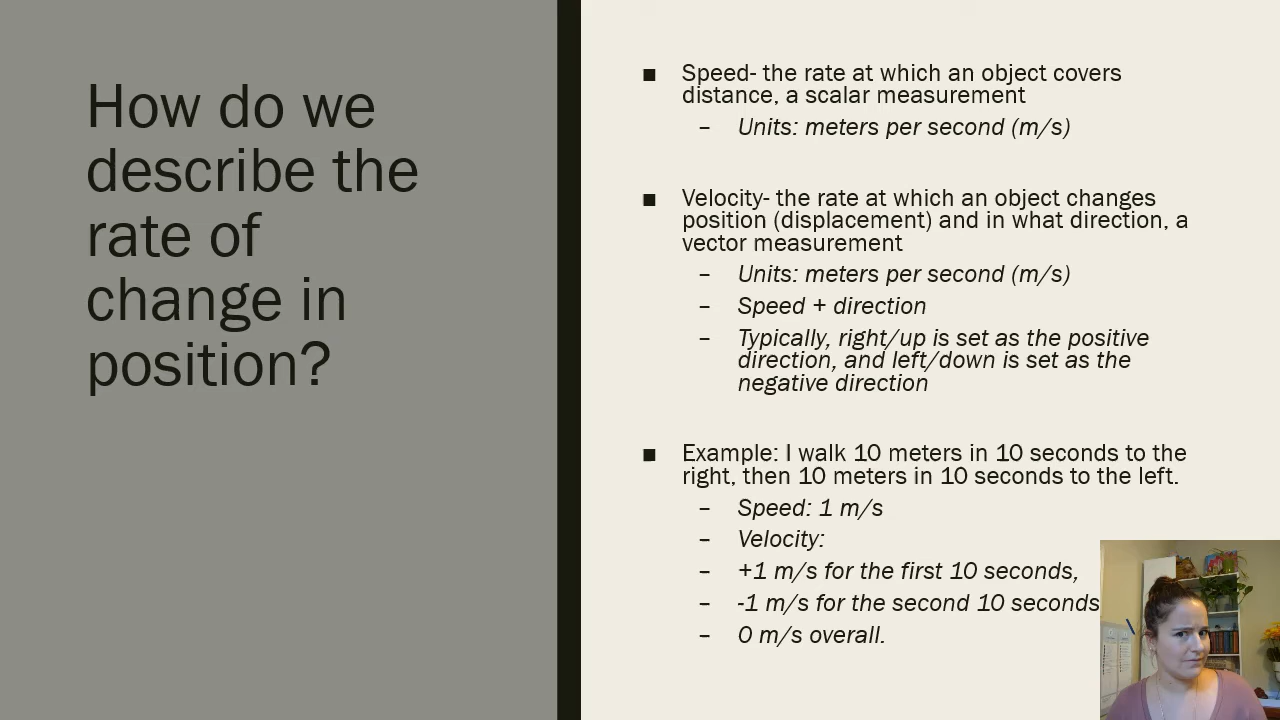 How do we
describe the
rate of
change in
position?
■ Speed- the rate at which an object covers
distance, a scalar measurement
– Units: meters per second (m/s)
■ Velocity- the rate at which an object changes
position (displacement) and in what direction, a
vector measurement
– Units: meters per second (m/s)
– Speed + direction
– Typically, right/up is set as the positive
direction, and left/down is set as the
negative direction
■ Example: I walk 10 meters in 10 seconds to the
right, then 10 meters in 10 seconds to the left.
– Speed: 1 m/s
– Velocity:
– +1 m/s for the first 10 seconds,
– -1 m/s for the second 10 seconds
– 0 m/s overall.